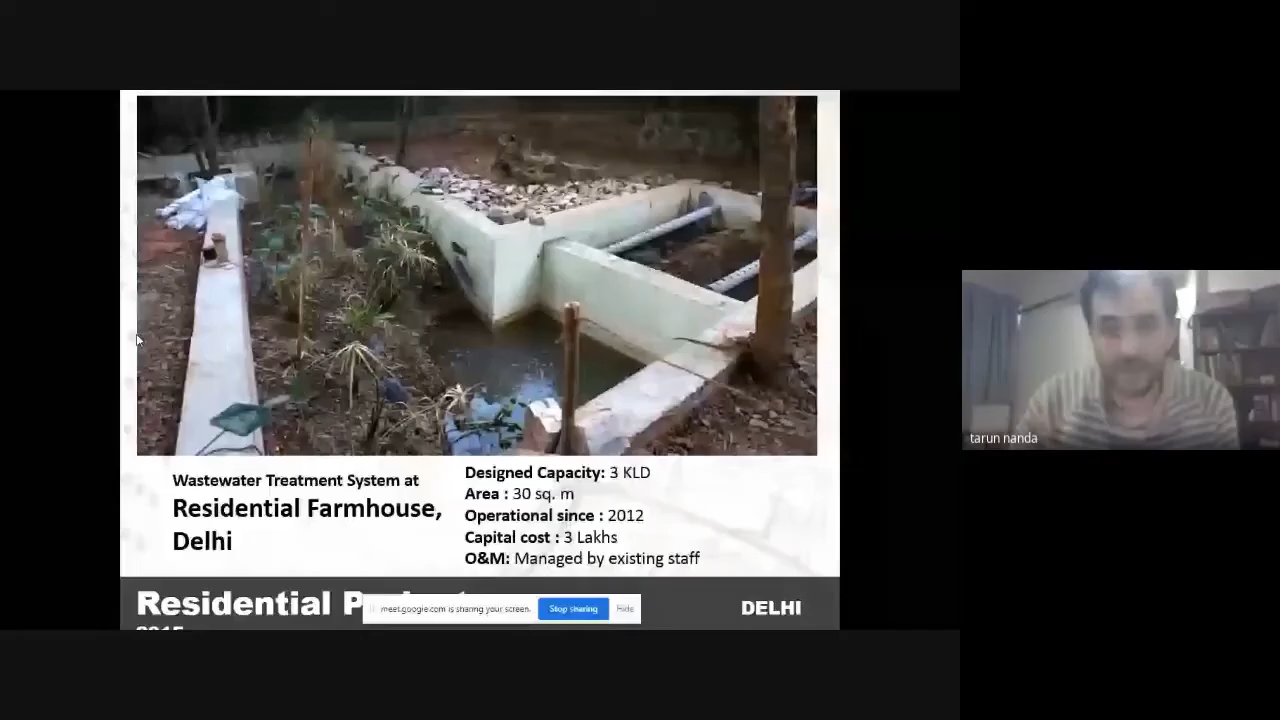 Wastewater Treatment System at
Residential Farmhouse,
Delhi
Designed Capacity: 3 KLD
Area : 30 sq. m
Operational since : 2012
Capital cost : 3 Lakhs
O&M: Managed by existing staff
Residential
DELHI
meet.google.com is sharing your screen.
Stop sharing
Hide
tarun nanda